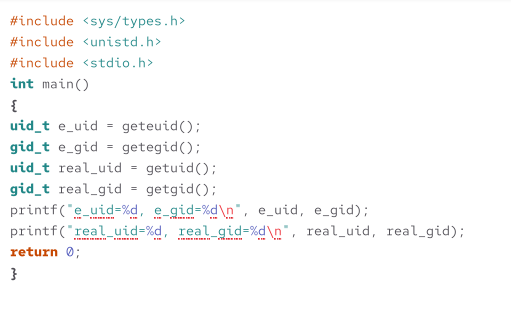 #include <sys/types.h>
#include <unistd.h>
#include <stdio.h>
int main()
{
uid_t e_uid = geteuid();
gid_t e_gid = getegid();
uid_t real_uid = getuid();
gid_t real_gid = getgid();
printf("e_uid=%d, e_gid=%d\n", e_uid, e_gid);
printf("real_uid=%d, real_gid=%d\n", real_uid, real_gid);
return 0;
}